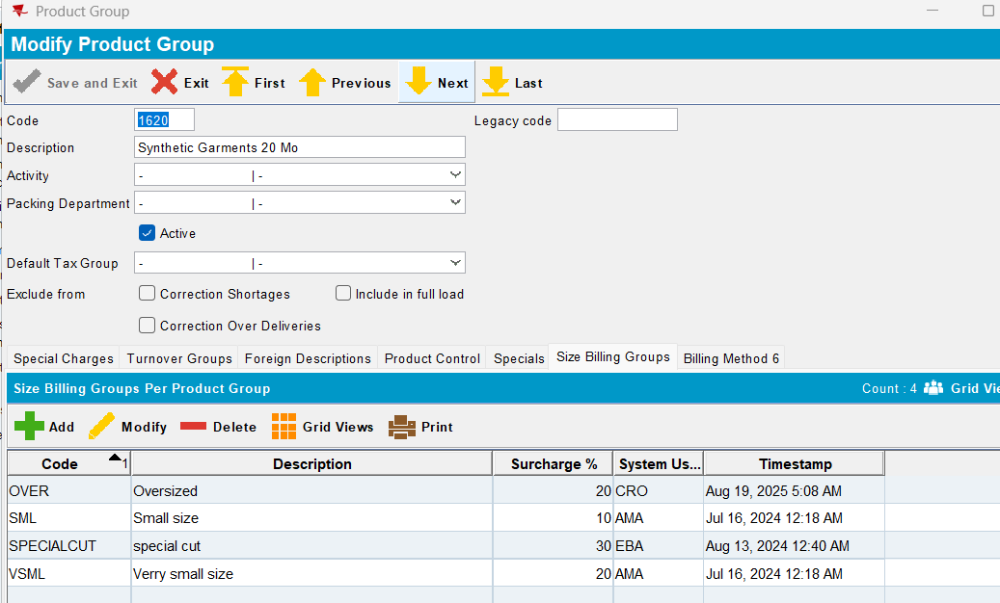 Product Group
Modify Product Group
Save and Exit Exit First Previous Next Last
Code 1620 Legacy code
Description Synthetic Garments 20 Mo
Activity - | -
Packing Department - | -
Active
Default Tax Group - | -
Exclude from Correction Shortages Include in full load
Correction Over Deliveries
Special Charges Turnover Groups Foreign Descriptions Product Control Specials Size Billing Groups Billing Method 6
Size Billing Groups Per Product Group Count : 4 Grid Vie
Add Modify Delete Grid Views Print
Code 1 Description Surcharge % System Us... Timestamp
OVER Oversized 20 CRO Aug 19, 2025 5:08 AM
SML Small size 10 AMA Jul 16, 2024 12:18 AM
SPECIALCUT special cut 30 EBA Aug 13, 2024 12:40 AM
VSML Verry small size 20 AMA Jul 16, 2024 12:18 AM